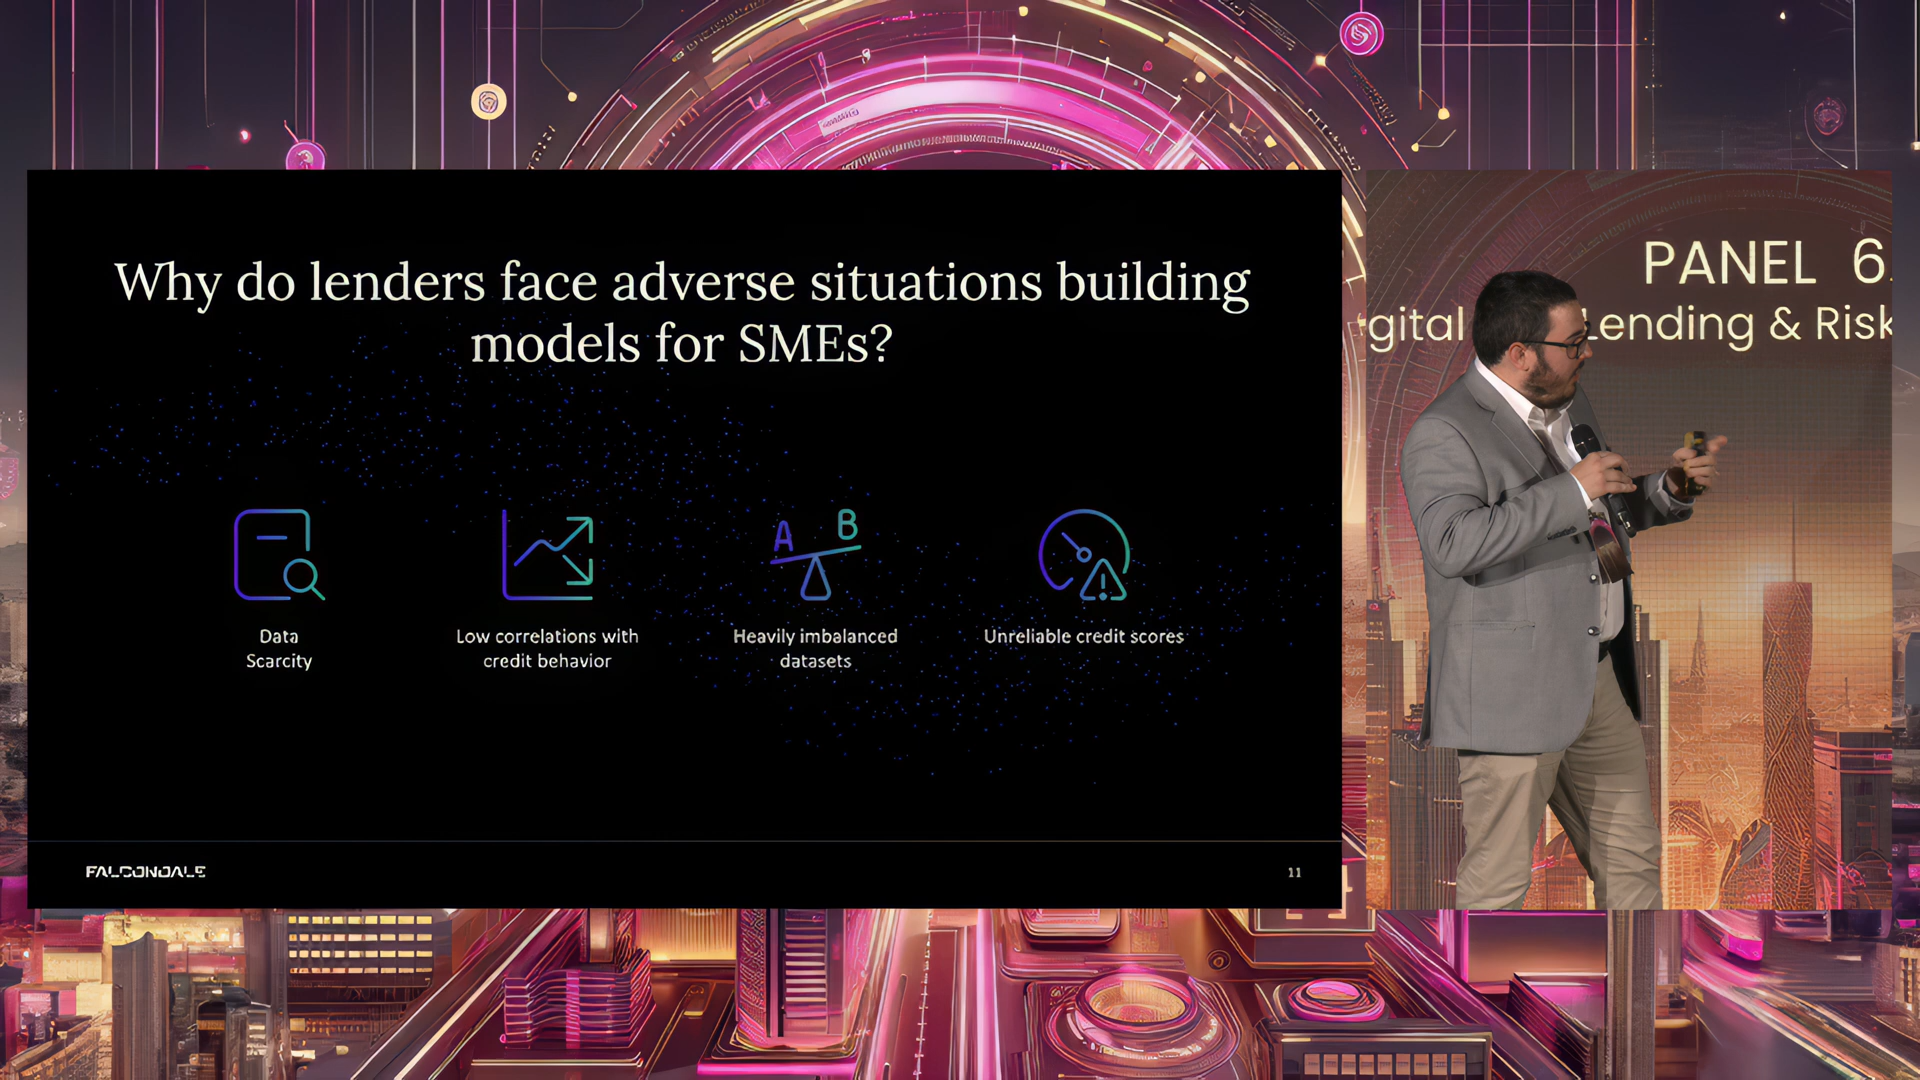 Why do lenders face adverse situations building
models for SMEs?
Data
Scarcity
Low correlations with
credit behavior
A B
Heavily imbalanced
datasets
Unreliable credit scores
FALCONDALE
11
PANEL 6.
gital Lending & Risk